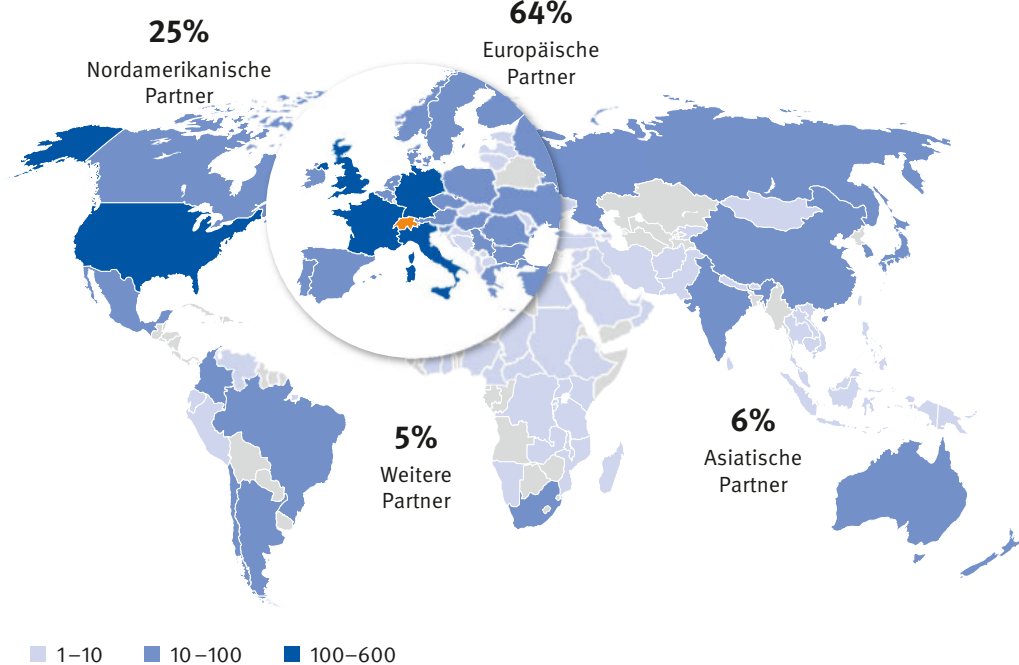 64%
Europäische
Partner
25%
Nordamerikanische
Partner
5%
Weitere
Partner
6%
Asiatische
Partner
1–10
10–100
100–600